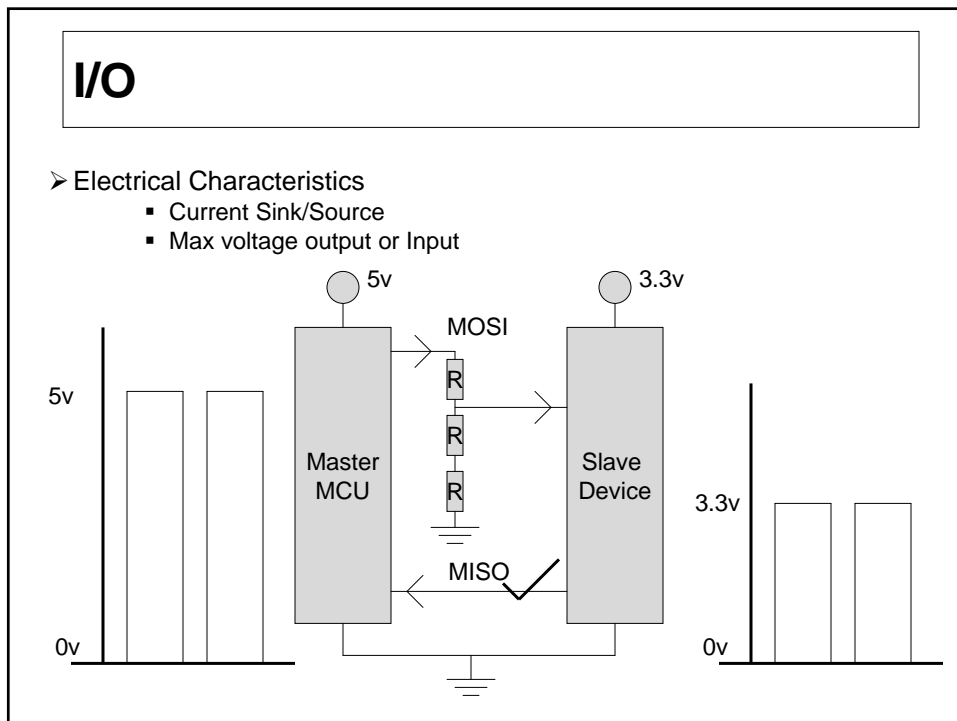 I/O
➢ Electrical Characteristics
▪ Current Sink/Source
▪ Max voltage output or Input
5v
3.3v
MOSI
5v
R
R
R
Master
MCU
Slave
Device
3.3v
MISO
0v
0v